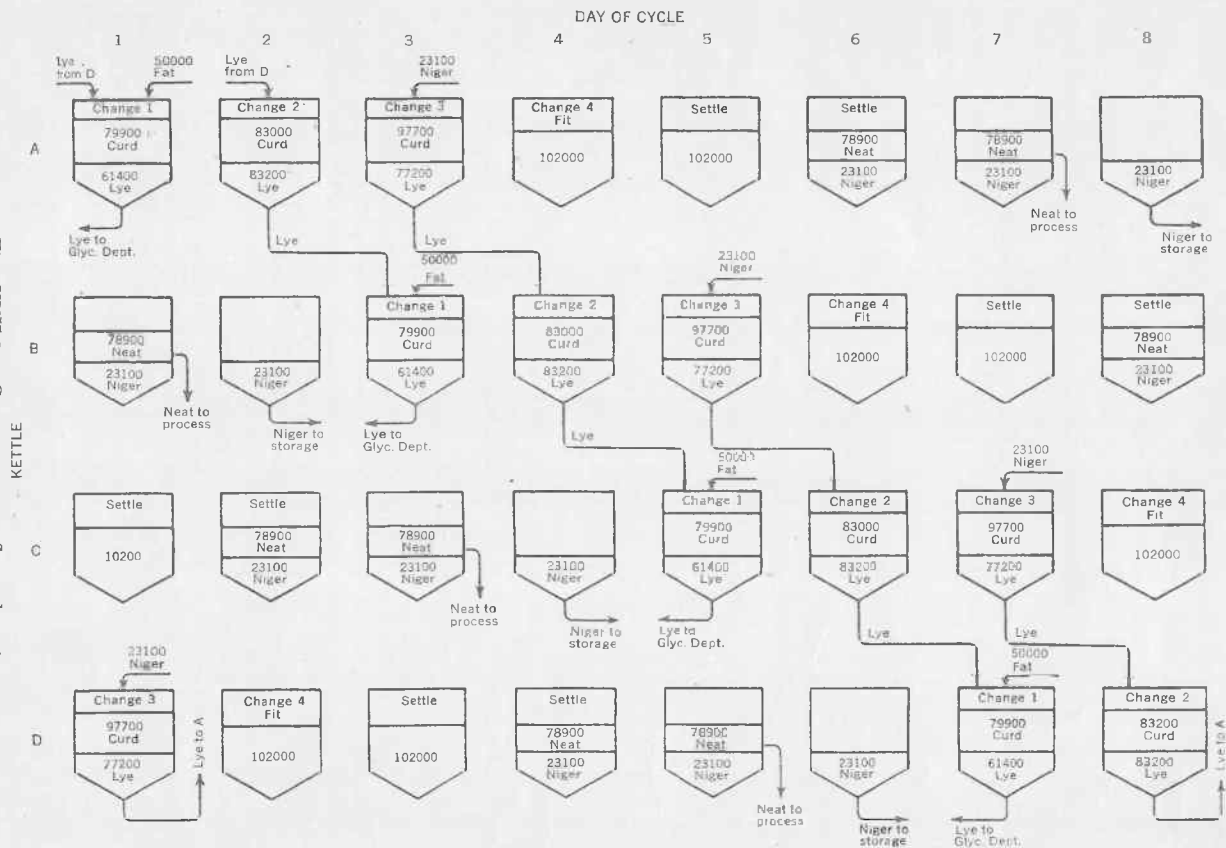 DAY OF CYCLE
1 2 3 4 5 6 7 8
KETTLE
A
Lye
from D
50000
Fat
Change 1
79900
Curd
61400
Lye
Lye to
Glyc. Dept.
Lye
from D
Change 2
83000
Curd
83200
Lye
Lye
23100
Niger
Change 3
97700
Curd
77200
Lye
Lye
Change 4
Fit
102000
Settle
102000
Settle
78900
Neat
23100
Niger
78900
Neat
23100
Niger
Neat to
process
23100
Niger
Niger to
storage
B
78900
Neat
23100
Niger
Neat to
process
23100
Niger
Niger to
storage
50000
Fat
Change 1
79900
Curd
61400
Lye
Lye to
Glyc. Dept.
Change 2
83000
Curd
83200
Lye
Lye
23100
Niger
Change 3
97700
Curd
77200
Lye
Change 4
Fit
102000
Settle
102000
Settle
78900
Neat
23100
Niger
C
Settle
10200
Settle
78900
Neat
23100
Niger
78900
Neat
23100
Niger
Neat to
process
23100
Niger
Niger to
storage
50000
Fat
Change 1
79900
Curd
61400
Lye
Lye to
Glyc. Dept.
Change 2
83000
Curd
83200
Lye
Lye
23100
Niger
Change 3
97700
Curd
77200
Lye
Lye
Change 4
Fit
102000
D
23100
Niger
Change 3
97700
Curd
77200
Lye
Lye to A
Change 4
Fit
102000
Settle
102000
Settle
78900
Neat
23100
Niger
78900
Neat
23100
Niger
Neat to
process
23100
Niger
Niger to
storage
50000
Fat
Change 1
79900
Curd
61400
Lye
Lye to
Glyc. Dept.
Change 2
83200
Curd
83200
Lye
Lye to A